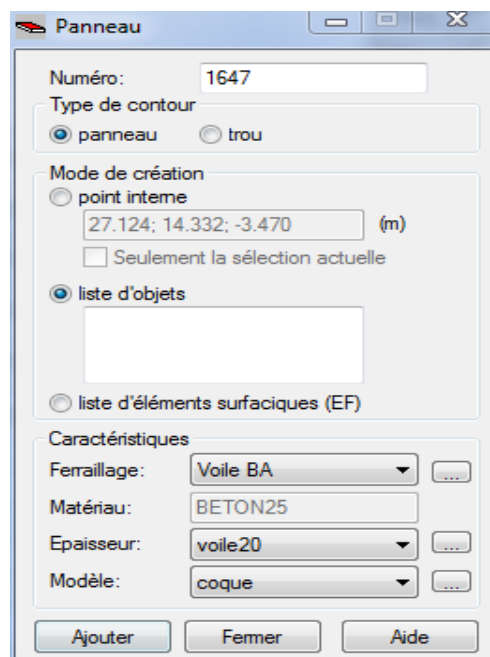 Panneau
Numéro: 1647
Type de contour
panneau trou
Mode de création
point interne
27.124; 14.332; -3.470 (m)
Seulement la sélection actuelle
liste d'objets
liste d'éléments surfaciques (EF)
Caractéristiques
Ferraillage: Voile BA ...
Matériau: BETON25
Epaisseur: voile20 ...
Modèle: coque ...
Ajouter Fermer Aide